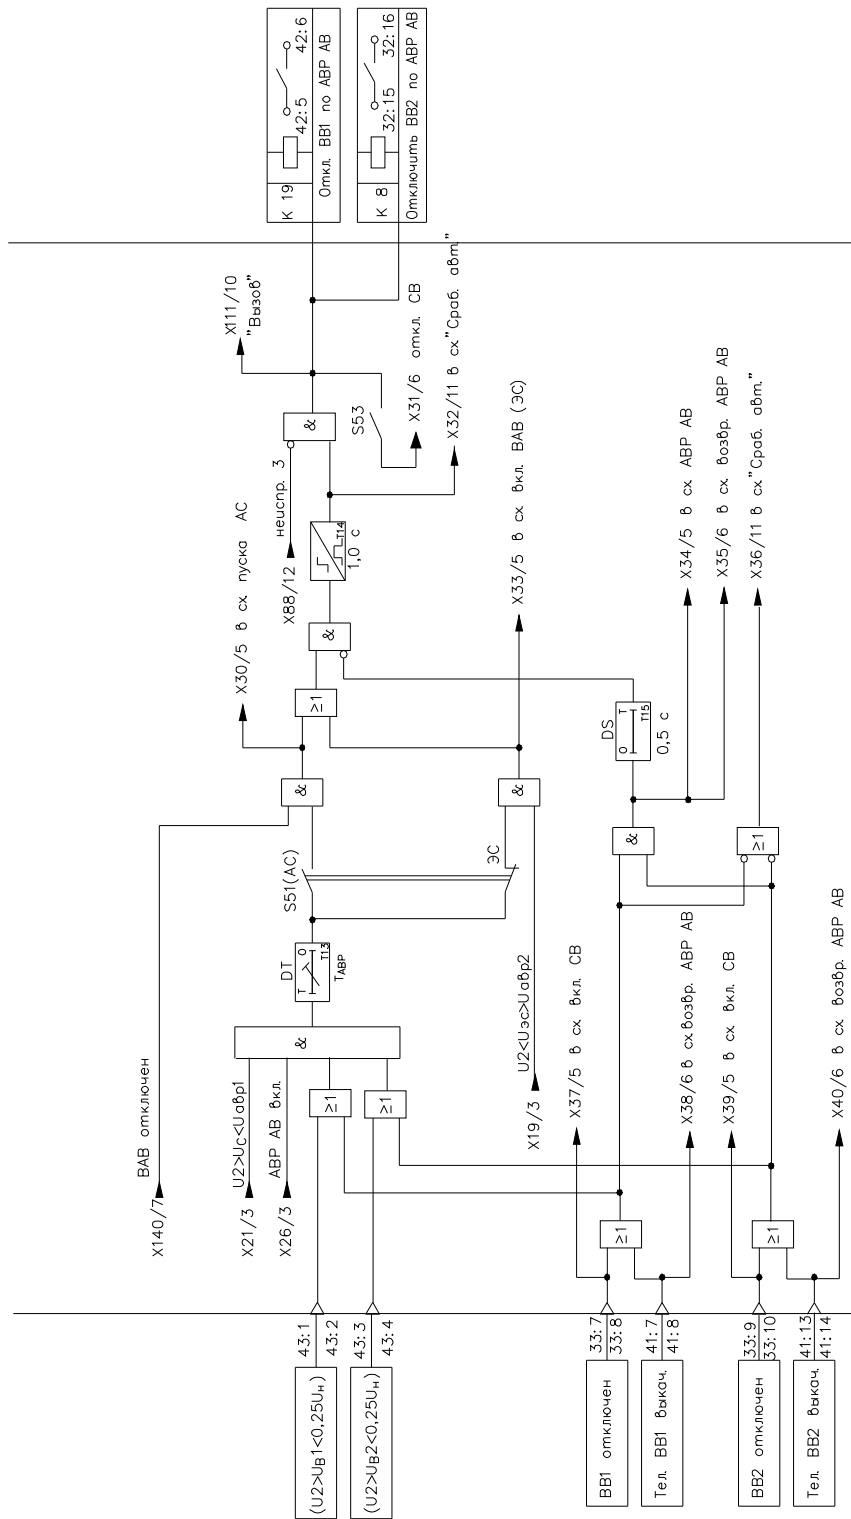 (U2>UВ1<0,25UН)
43:1
43:2
(U2>UВ2<0,25UН)
43:3
43:4
ВВ1 отключен
33:7
33:8
Тел. ВВ1 выкач.
41:7
41:8
ВВ2 отключен
33:9
33:10
Тел. ВВ2 выкач.
41:13
41:14
X140/7
ВАВ отключен
X21/3
U2>Uс<Uавр1
X26/3
АВР АВ вкл.
≥1
≥1
&
DT
T O
T13
TАВР
S51(АС)
ЭС
X19/3
U2<Uэс>Uавр2
&
&
X30/5 в сх. пуска АС
≥1
&
X33/5 в сх. вкл. ВАВ (ЭС)
T14
1,0 с
X88/12
неиспр. 3
&
S53
X31/6 откл. СВ
X32/11 в сх."Сраб. авт."
X111/10
"Вызов"
К 19
42:5
42:6
Откл. ВВ1 по АВР АВ
К 8
32:15
32:16
Отключить ВВ2 по АВР АВ
≥1
≥1
X37/5 в сх. вкл. СВ
X38/6 в сх.возвр. АВР АВ
X39/5 в сх. вкл. СВ
X40/6 в сх. возвр. АВР АВ
&
≥1
DS
O T
T15
0,5 с
X34/5 в сх. АВР АВ
X35/6 в сх. возвр. АВР АВ
X36/11 в сх."Сраб. авт."